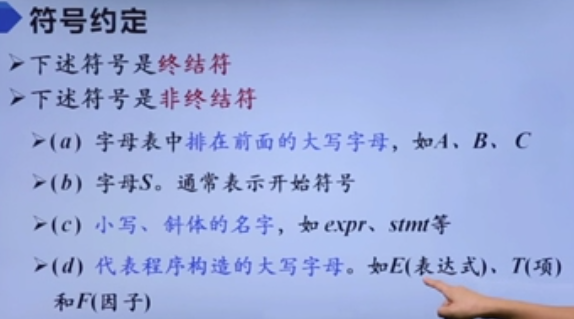 符号约定
➢下述符号是终结符
➢下述符号是非终结符
➢(a) 字母表中排在前面的大写字母，如A、B、C
➢(b) 字母S。通常表示开始符号
➢(c) 小写、斜体的名字，如 expr、stmt等
➢(d) 代表程序构造的大写字母。如E(表达式)、T(项)
和F(因子)